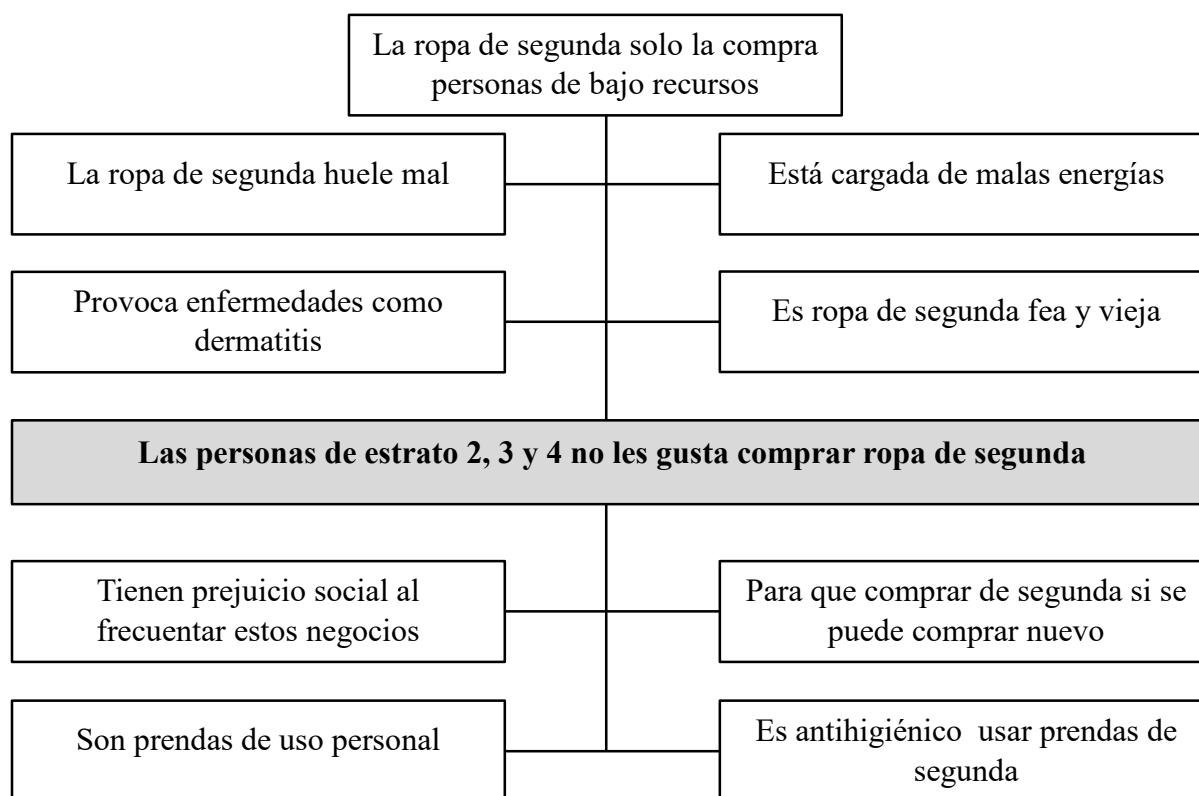 La ropa de segunda solo la compra
personas de bajo recursos
La ropa de segunda huele mal
Está cargada de malas energías
Provoca enfermedades como
dermatitis
Es ropa de segunda fea y vieja
Las personas de estrato 2, 3 y 4 no les gusta comprar ropa de segunda
Tienen prejuicio social al
frecuentar estos negocios
Para que comprar de segunda si se
puede comprar nuevo
Son prendas de uso personal
Es antihigiénico  usar prendas de
segunda